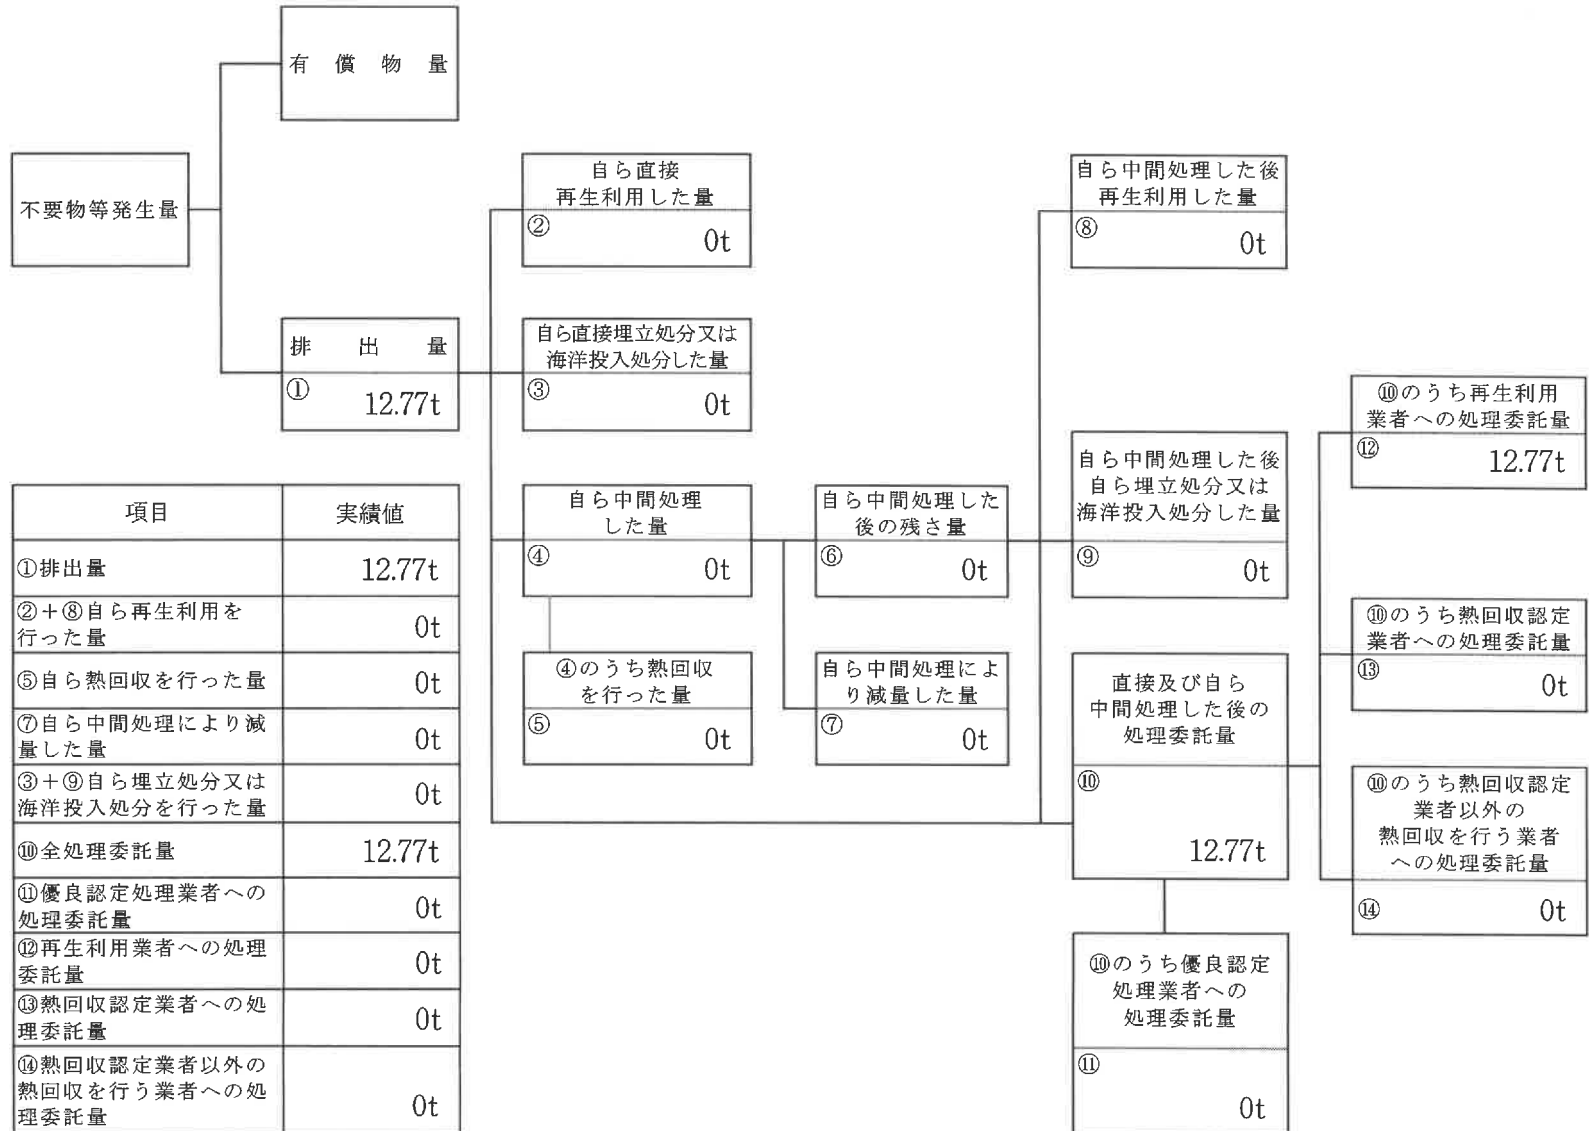 有償物量
不要物等発生量
排出量
①
12.77t
自ら直接
再生利用した量
②
0t
自ら直接埋立処分又は
海洋投入処分した量
③
0t
自ら中間処理
した量
④
0t
④のうち熱回収
を行った量
⑤
0t
自ら中間処理した
後の残さ量
⑥
0t
自ら中間処理によ
り減量した量
⑦
0t
自ら中間処理した後
再生利用した量
⑧
0t
自ら中間処理した後
自ら埋立処分又は
海洋投入処分した量
⑨
0t
直接及び自ら
中間処理した後の
処理委託量
⑩
12.77t
⑩のうち優良認定
処理業者への
処理委託量
⑪
0t
⑩のうち再生利用
業者への処理委託量
⑫
12.77t
⑩のうち熱回収認定
業者への処理委託量
⑬
0t
⑩のうち熱回収認定
業者以外の
熱回収を行う業者
への処理委託量
⑭
0t
項目 実績値
①排出量 12.77t
②+⑧自ら再生利用を
行った量 0t
⑤自ら熱回収を行った量 0t
⑦自ら中間処理により減
量した量 0t
③+⑨自ら埋立処分又は
海洋投入処分を行った量 0t
⑩全処理委託量 12.77t
⑪優良認定処理業者への
処理委託量 0t
⑫再生利用業者への処理
委託量 0t
⑬熱回収認定業者への処
理委託量 0t
⑭熱回収認定業者以外の
熱回収を行う業者への処
理委託量 0t